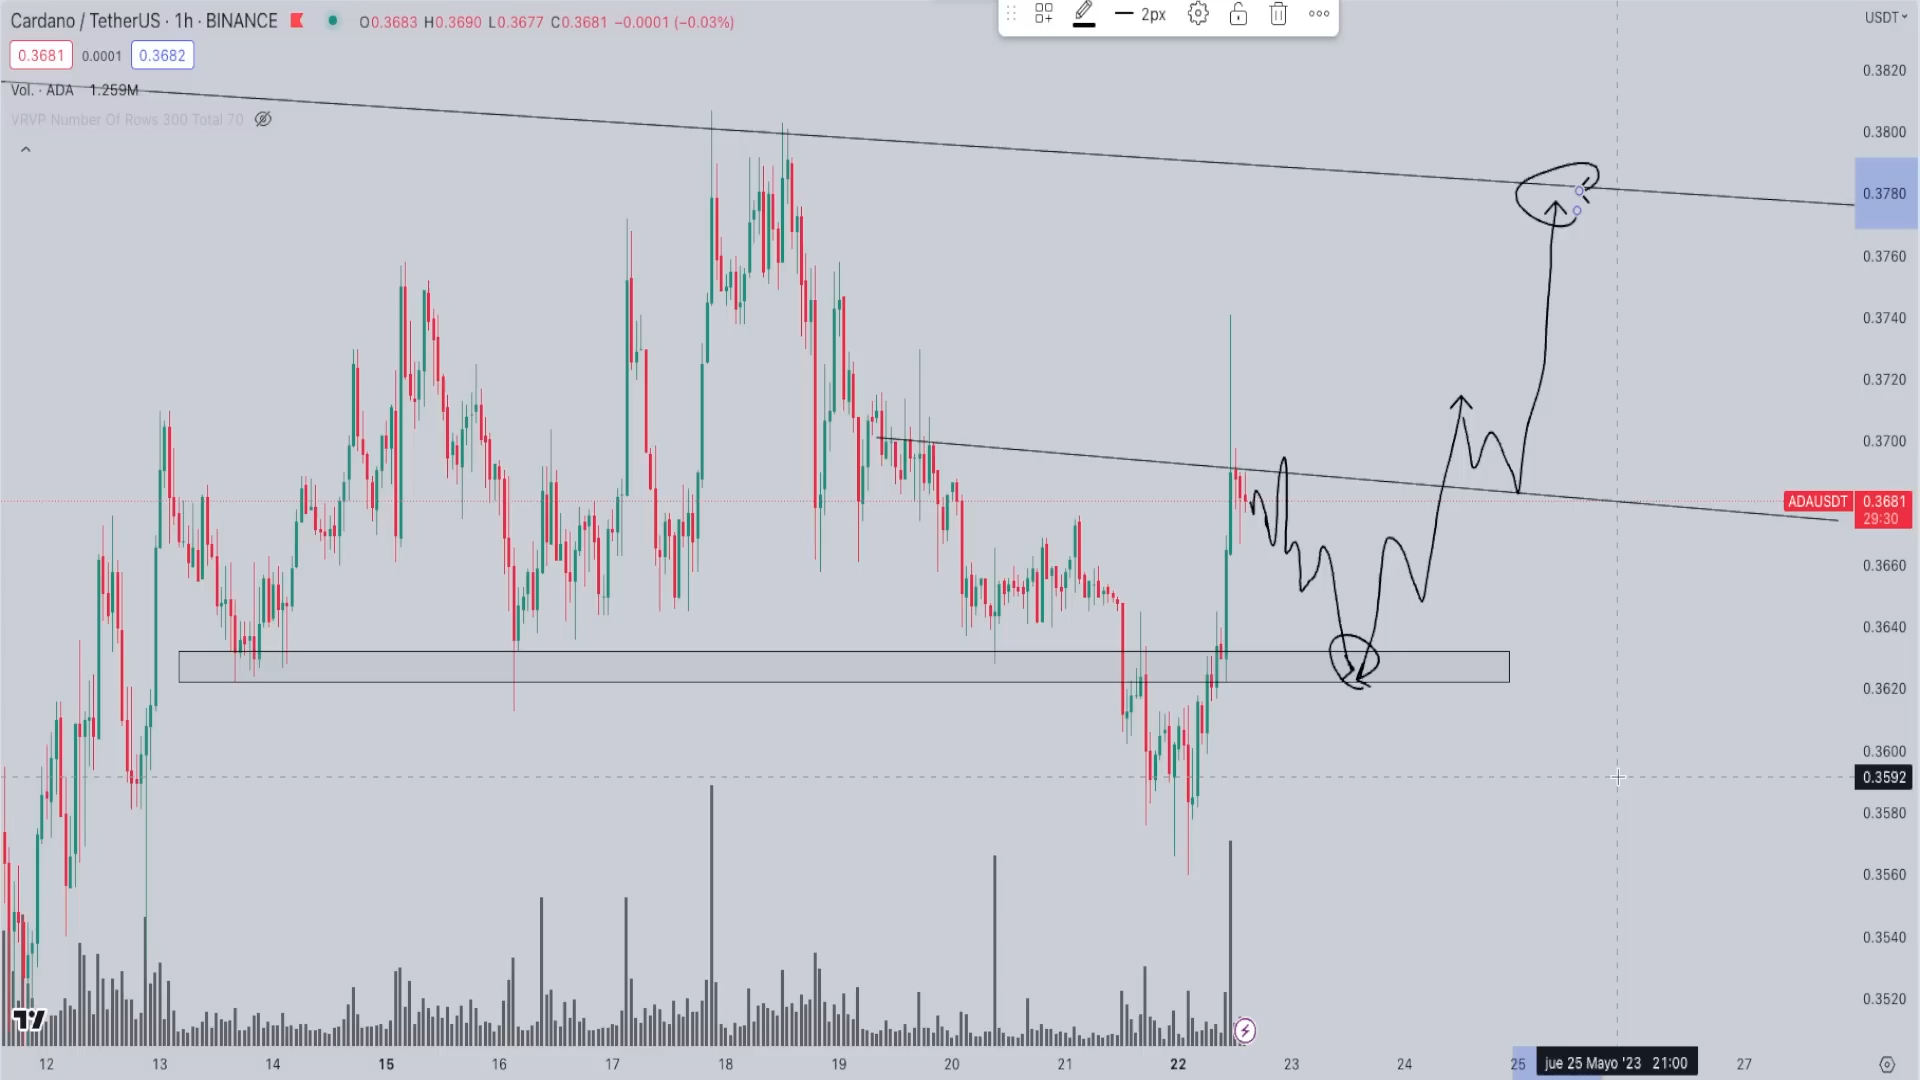 Cardano / TetherUS · 1h · BINANCE O0.3683 H0.3690 L0.3677 C0.3681 −0.0001 (−0.03%)
2px
USDT
0.3681 0.0001 0.3682
Vol. · ADA 1.259M
VRVP Number Of Rows 300 Total 70
0.3820
0.3800
0.3780
0.3760
0.3740
0.3720
0.3700
ADAUSDT 0.3681
29:30
0.3660
0.3640
0.3620
0.3600
0.3592
0.3580
0.3560
0.3540
0.3520
12 13 14 15 16 17 18 19 20 21 22 23 24 25 jue 25 Mayo '23 21:00 27